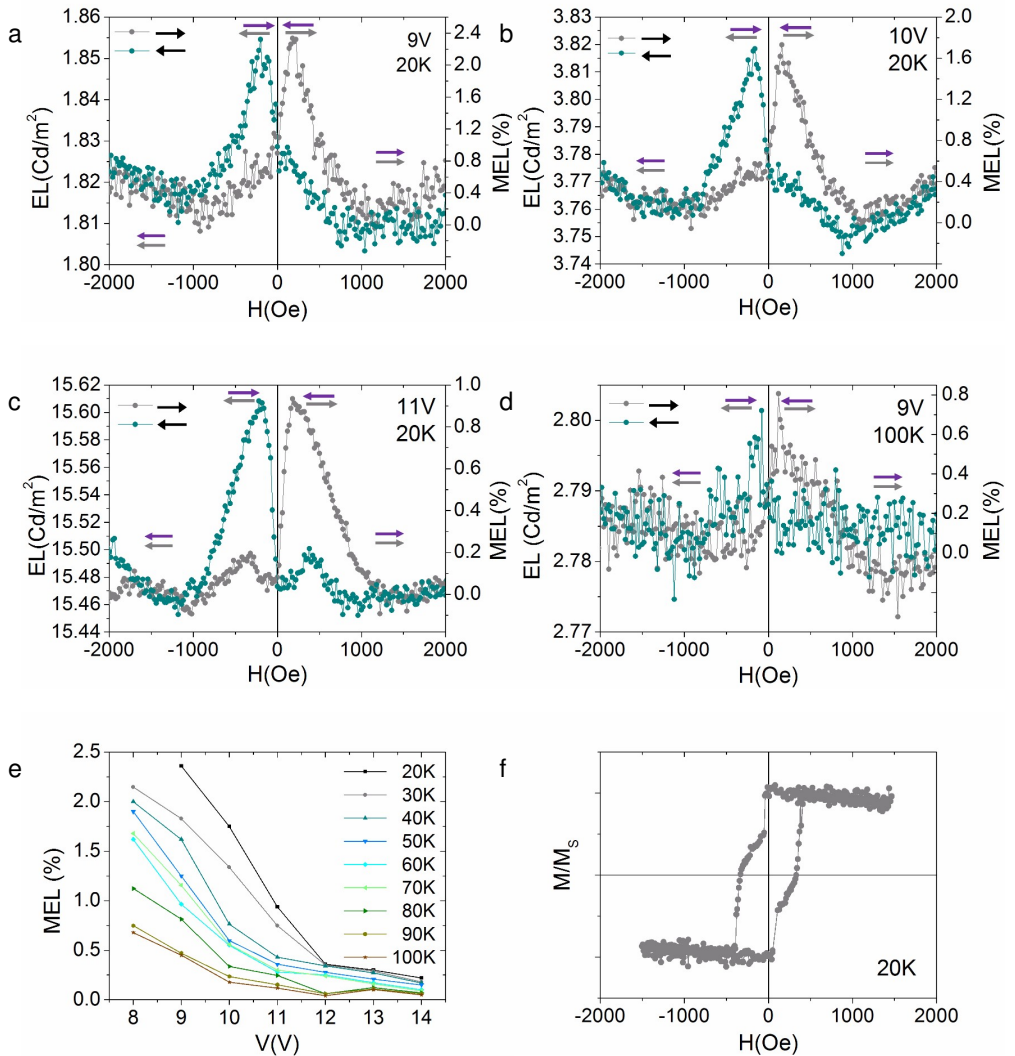 a
1.86
1.85
1.84
1.83
1.82
1.81
1.80
EL(Cd/m²)
9V
20K
2.4
2.0
1.6
1.2
0.8
0.4
0.0
MEL(%)
-2000 -1000 0 1000 2000
H(Oe)
b
3.83
3.82
3.81
3.80
3.79
3.78
3.77
3.76
3.75
3.74
EL(Cd/m²)
10V
20K
2.0
1.6
1.2
0.8
0.4
0.0
MEL(%)
-2000 -1000 0 1000 2000
H(Oe)
c
15.62
15.60
15.58
15.56
15.54
15.52
15.50
15.48
15.46
15.44
EL(Cd/m²)
11V
20K
1.0
0.8
0.6
0.4
0.2
0.0
MEL(%)
-2000 -1000 0 1000 2000
H(Oe)
d
2.80
2.79
2.78
2.77
EL (Cd/m²)
9V
100K
0.8
0.6
0.4
0.2
0.0
MEL(%)
-2000 -1000 0 1000 2000
H(Oe)
e
2.5
2.0
1.5
1.0
0.5
0.0
MEL (%)
20K
30K
40K
50K
60K
70K
80K
90K
100K
8 9 10 11 12 13 14
V(V)
f
M/M_S
20K
-2000 -1000 0 1000 2000
H(Oe)